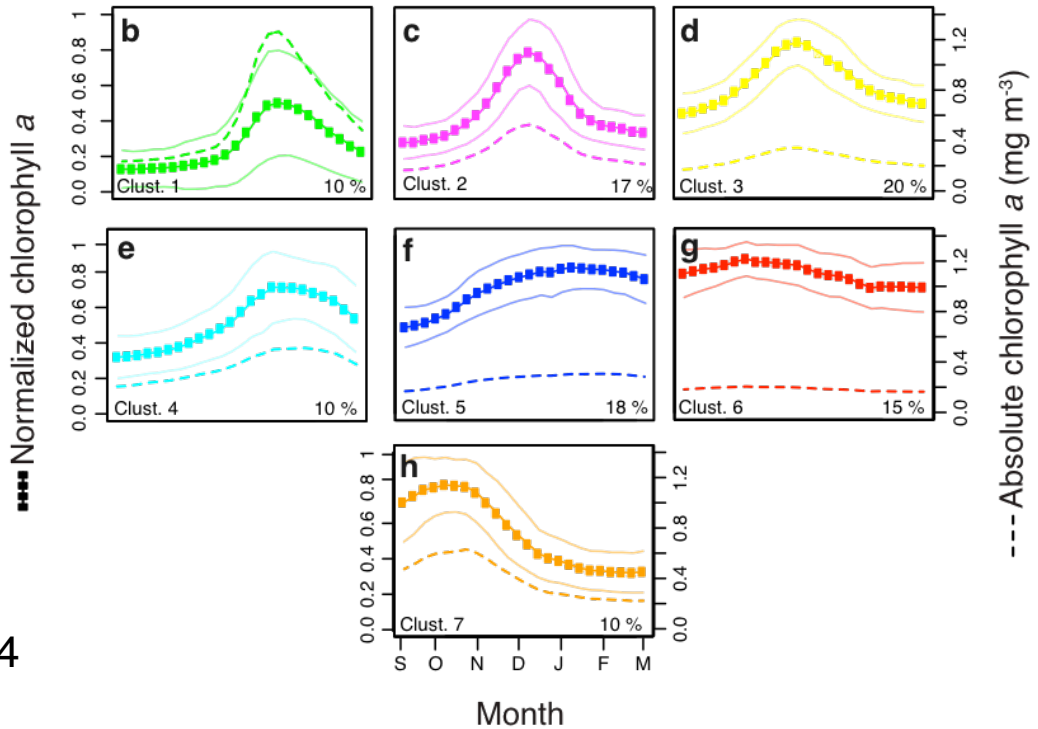 Normalized chlorophyll a
0.0 0.2 0.4 0.6 0.8 1
b
Clust. 1 10 %
c
Clust. 2 17 %
d
Clust. 3 20 %
0.0 0.4 0.8 1.2
0.0 0.2 0.4 0.6 0.8 1
e
Clust. 4 10 %
f
Clust. 5 18 %
g
Clust. 6 15 %
0.0 0.4 0.8 1.2
0.0 0.2 0.4 0.6 0.8 1
h
Clust. 7 10 %
0.0 0.4 0.8 1.2
S O N D J F M
Month
Absolute chlorophyll a (mg m-3)
4